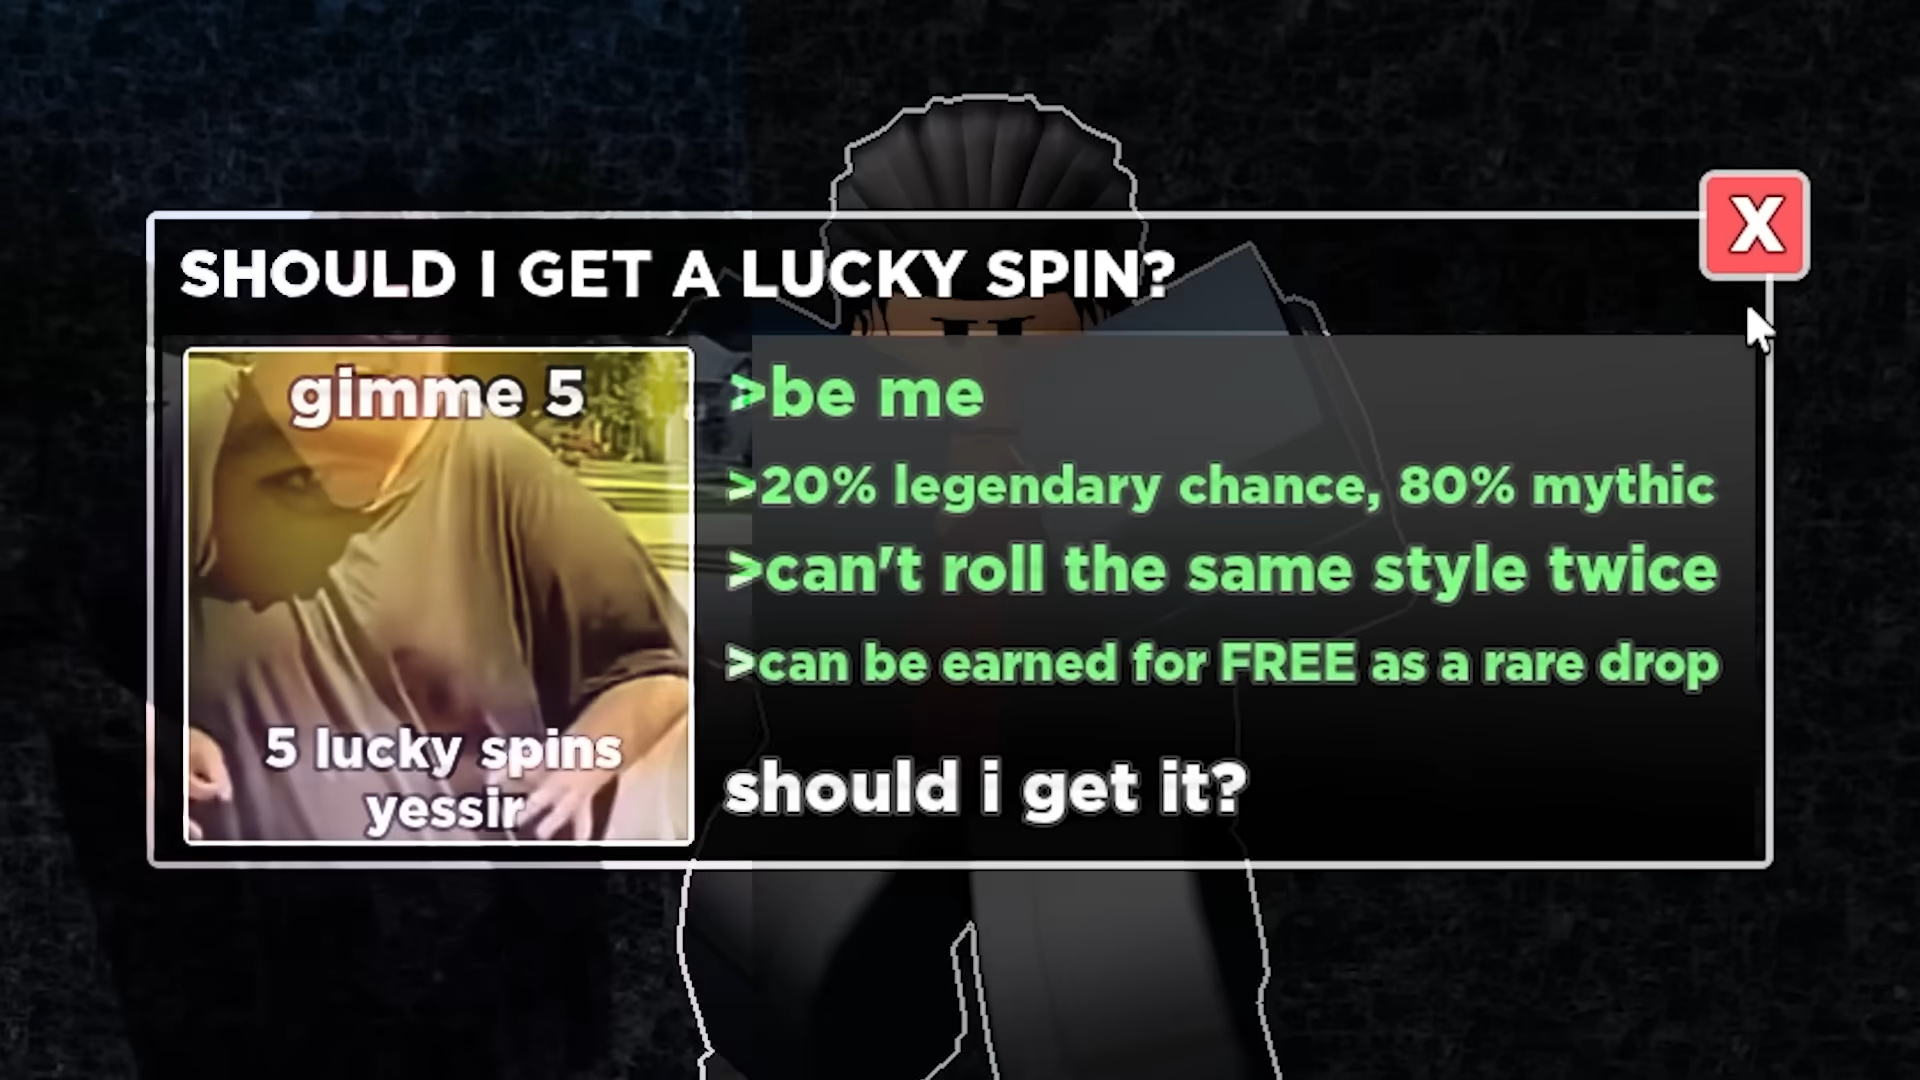 SHOULD I GET A LUCKY SPIN?
X
gimme 5
5 lucky spins
yessir
>be me
>20% legendary chance, 80% mythic
>can't roll the same style twice
>can be earned for FREE as a rare drop
should i get it?